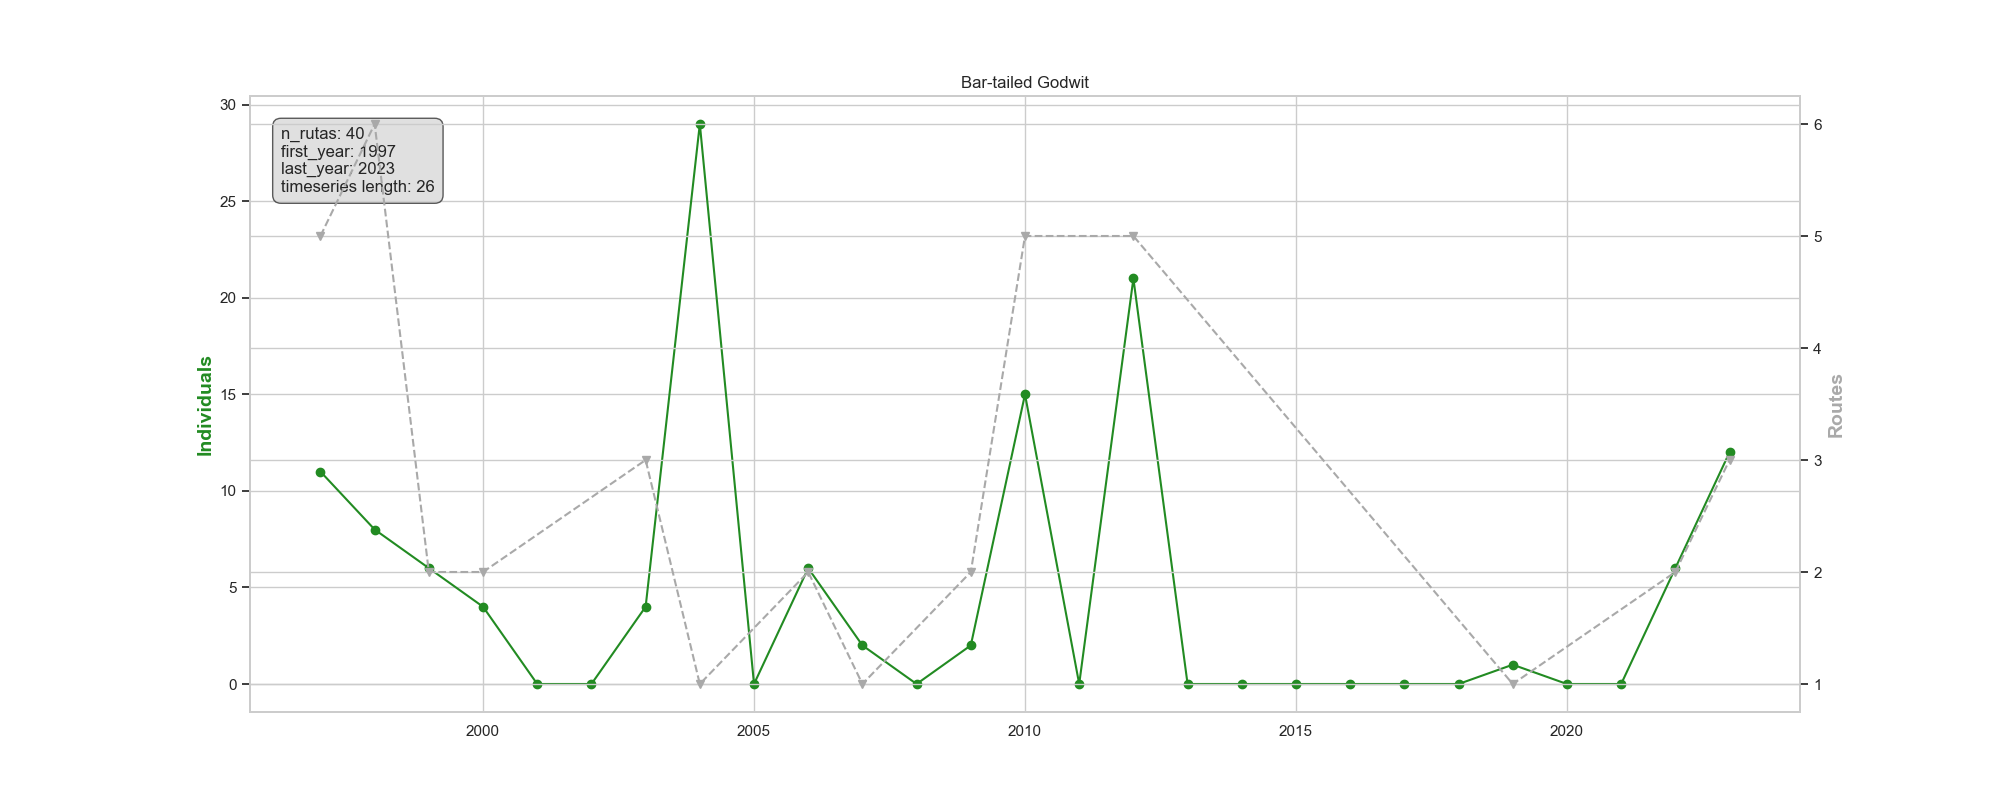 Bar-tailed Godwit
n_rutas: 40
first_year: 1997
last_year: 2023
timeseries length: 26
Individuals
30
25
20
15
10
5
0
Routes
6
5
4
3
2
1
2000
2005
2010
2015
2020